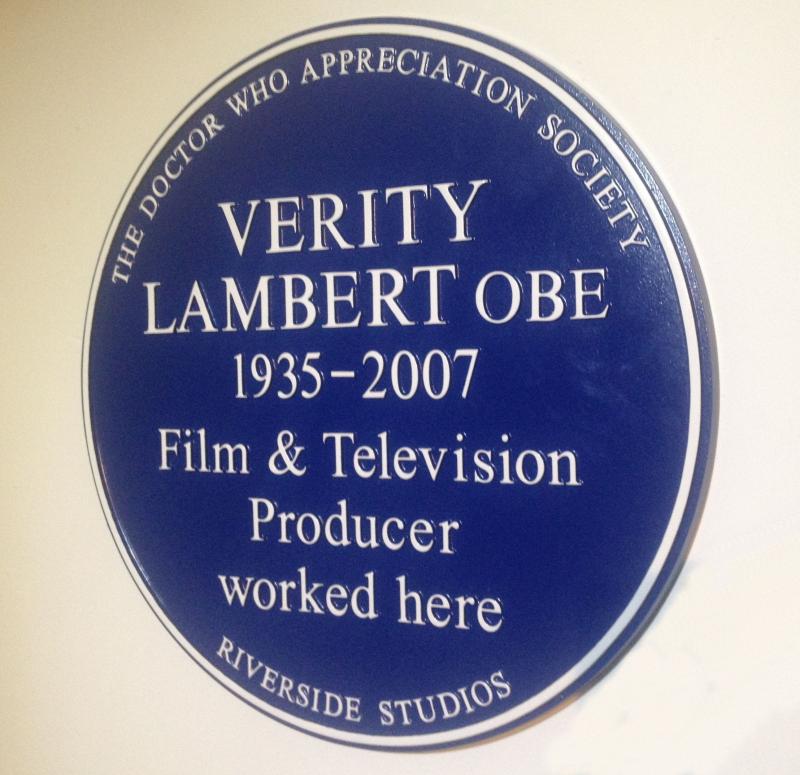 THE DOCTOR WHO APPRECIATION SOCIETY
VERITY
LAMBERT OBE
1935-2007
Film & Television
Producer
worked here
RIVERSIDE STUDIOS